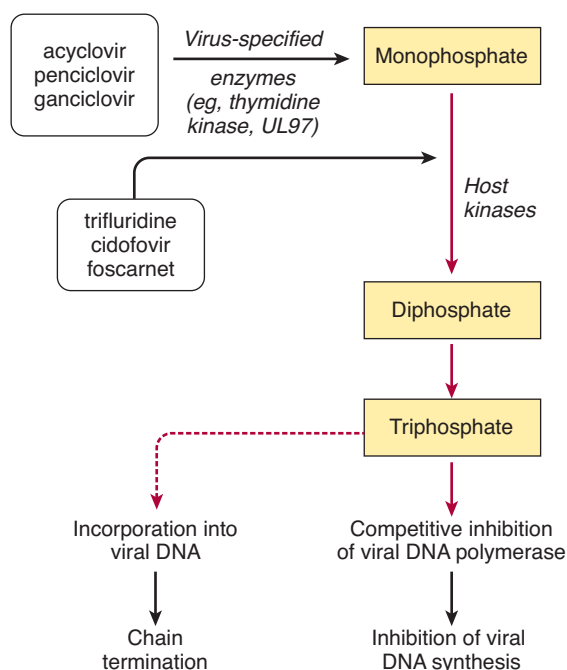 acyclovir
penciclovir
ganciclovir
Virus-specified
enzymes
(eg, thymidine
kinase, UL97)
Monophosphate
trifluridine
cidofovir
foscarnet
Host
kinases
Diphosphate
Triphosphate
Incorporation into
viral DNA
Competitive inhibition
of viral DNA polymerase
Chain
termination
Inhibition of viral
DNA synthesis